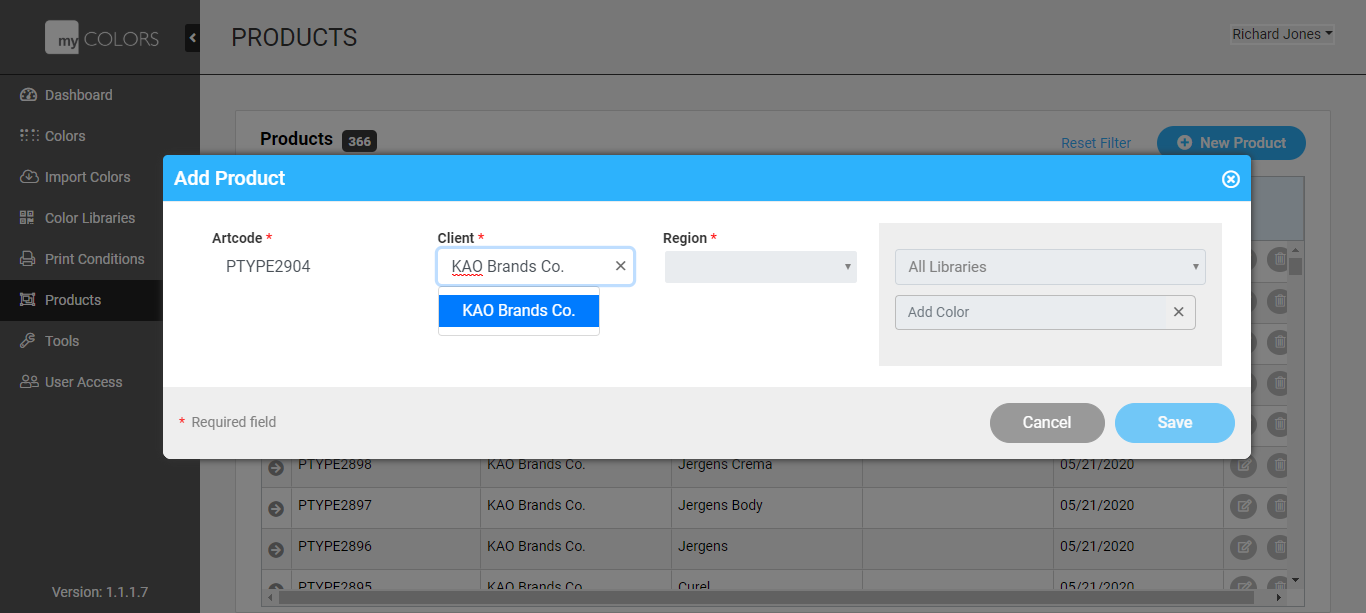 my COLORS
PRODUCTS
Richard Jones
Dashboard
Colors
Import Colors
Color Libraries
Print Conditions
Products
Tools
User Access
Version: 1.1.1.7
Products 366
Reset Filter
New Product
Add Product
Artcode *
PTYPE2904
Client *
KAO Brands Co.
KAO Brands Co.
Region *
All Libraries
Add Color
* Required field
Cancel
Save
PTYPE2898 KAO Brands Co. Jergens Crema 05/21/2020
PTYPE2897 KAO Brands Co. Jergens Body 05/21/2020
PTYPE2896 KAO Brands Co. Jergens 05/21/2020
PTYPE2895 KAO Brands Co. Curel 05/21/2020